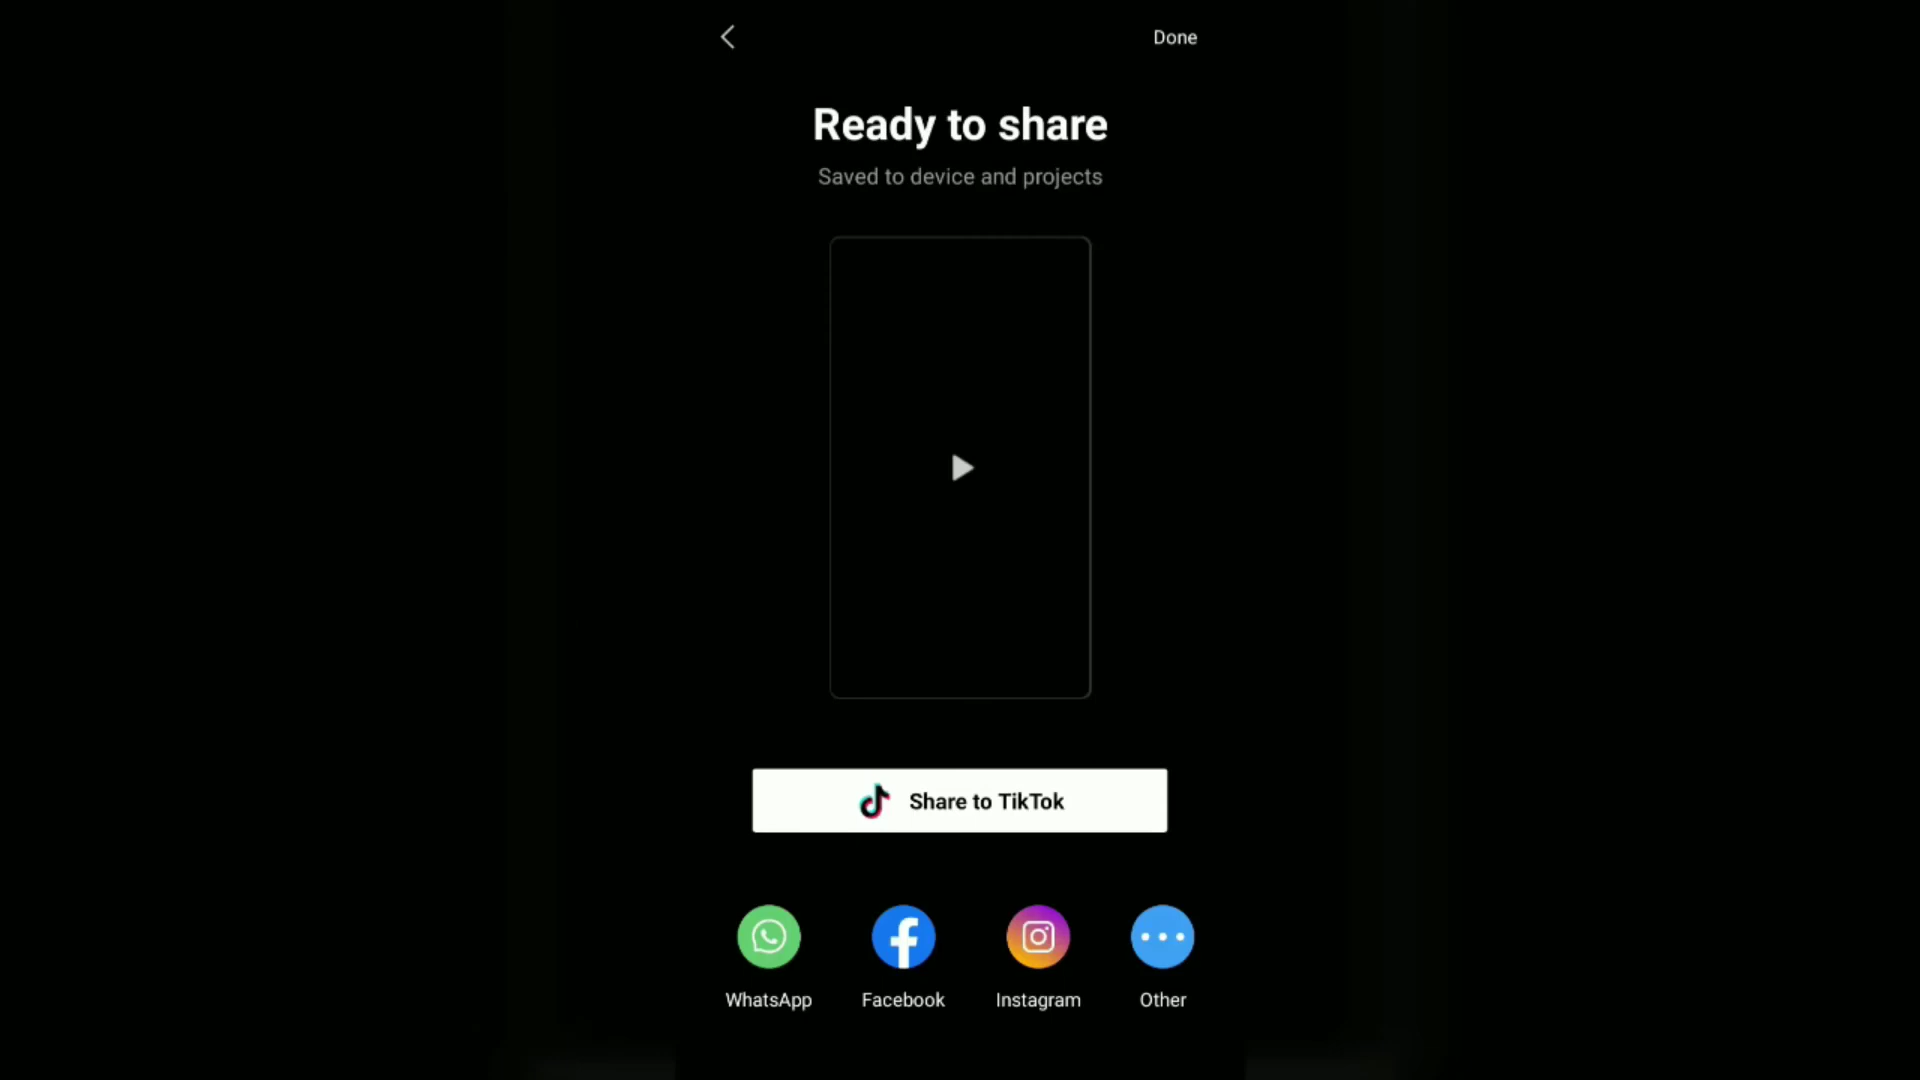 Done
Ready to share
Saved to device and projects
Share to TikTok
WhatsApp
Facebook
Instagram
Other